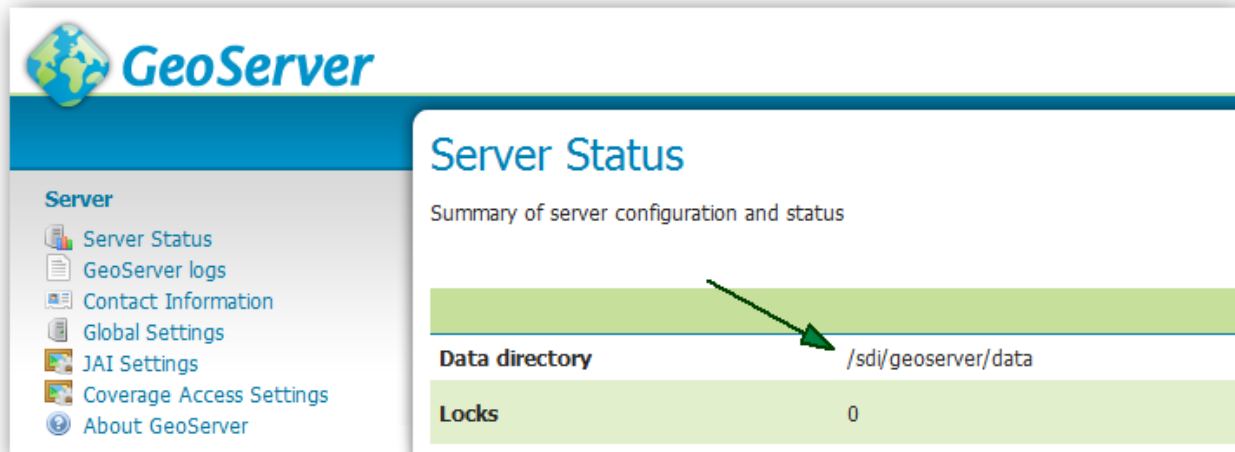 GeoServer
Server
Server Status
GeoServer logs
Contact Information
Global Settings
JAI Settings
Coverage Access Settings
About GeoServer
Server Status
Summary of server configuration and status
Data directory /sdi/geoserver/data
Locks 0